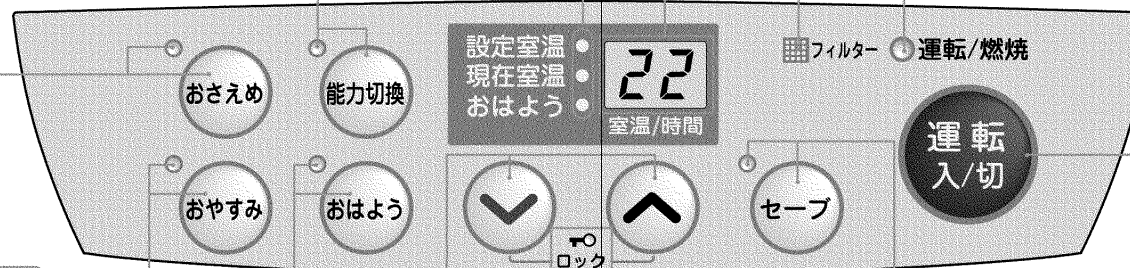 設定室温
現在室温
おはよう
22
室温/時間
フィルター
運転/燃焼
おさえめ
能力切換
運転
入/切
おやすみ
おはよう
セーブ
ロック